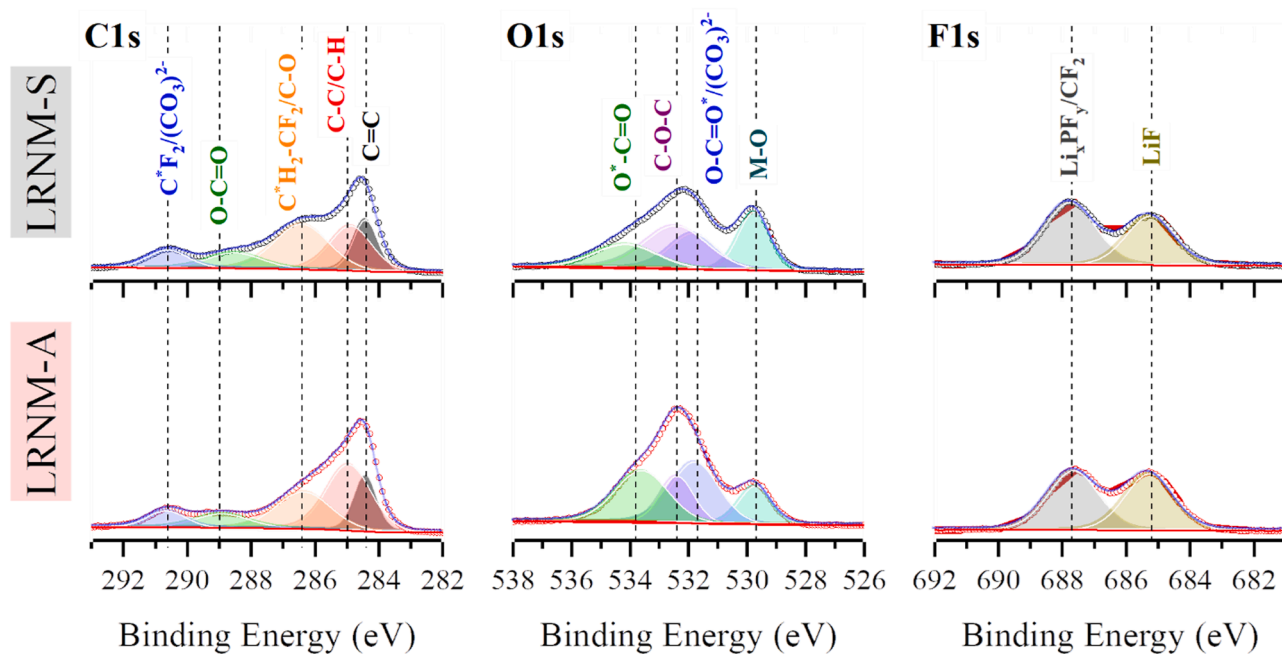 C1s
O1s
F1s
LRNM-S
C*F2/(CO3)2-
O-C=O
C*H2-CF2/C-O
C-C/C-H
C=C
O*-C=O
C-O-C
O-C=O*/(CO3)2-
M-O
LixPFy/CF2
LiF
LRNM-A
292 290 288 286 284 282
538 536 534 532 530 528 526
692 690 688 686 684 682
Binding Energy (eV)
Binding Energy (eV)
Binding Energy (eV)